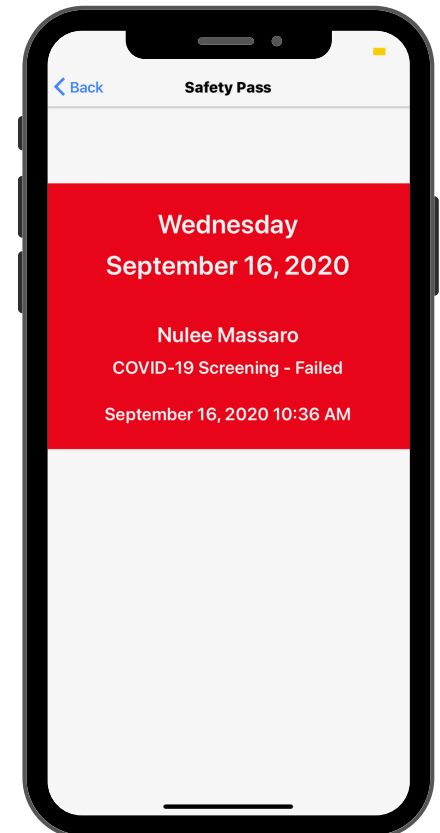 Back Safety Pass
Wednesday
September 16, 2020
Nulee Massaro
COVID-19 Screening - Failed
September 16, 2020 10:36 AM